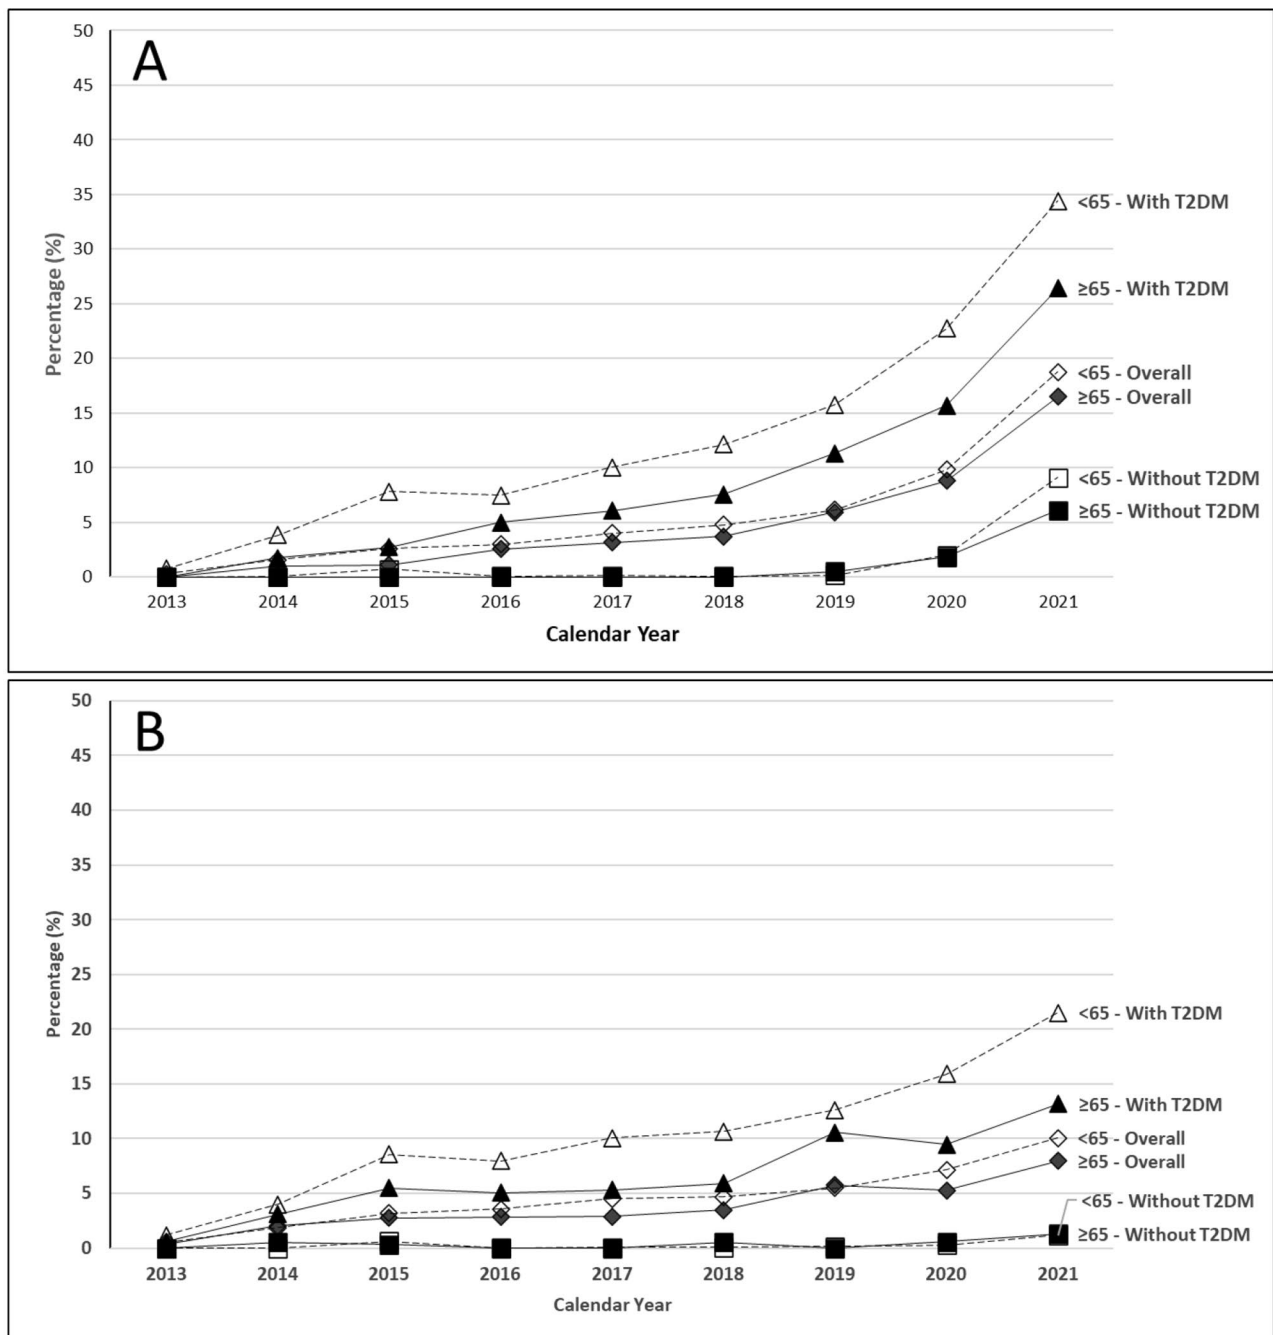 A
50
45
40
35
30
25
20
15
10
5
0
Percentage (%)
<65 - With T2DM
≥65 - With T2DM
<65 - Overall
≥65 - Overall
<65 - Without T2DM
≥65 - Without T2DM
2013 2014 2015 2016 2017 2018 2019 2020 2021
Calendar Year
B
50
45
40
35
30
25
20
15
10
5
0
Percentage (%)
<65 - With T2DM
≥65 - With T2DM
<65 - Overall
≥65 - Overall
<65 - Without T2DM
≥65 - Without T2DM
2013 2014 2015 2016 2017 2018 2019 2020 2021
Calendar Year